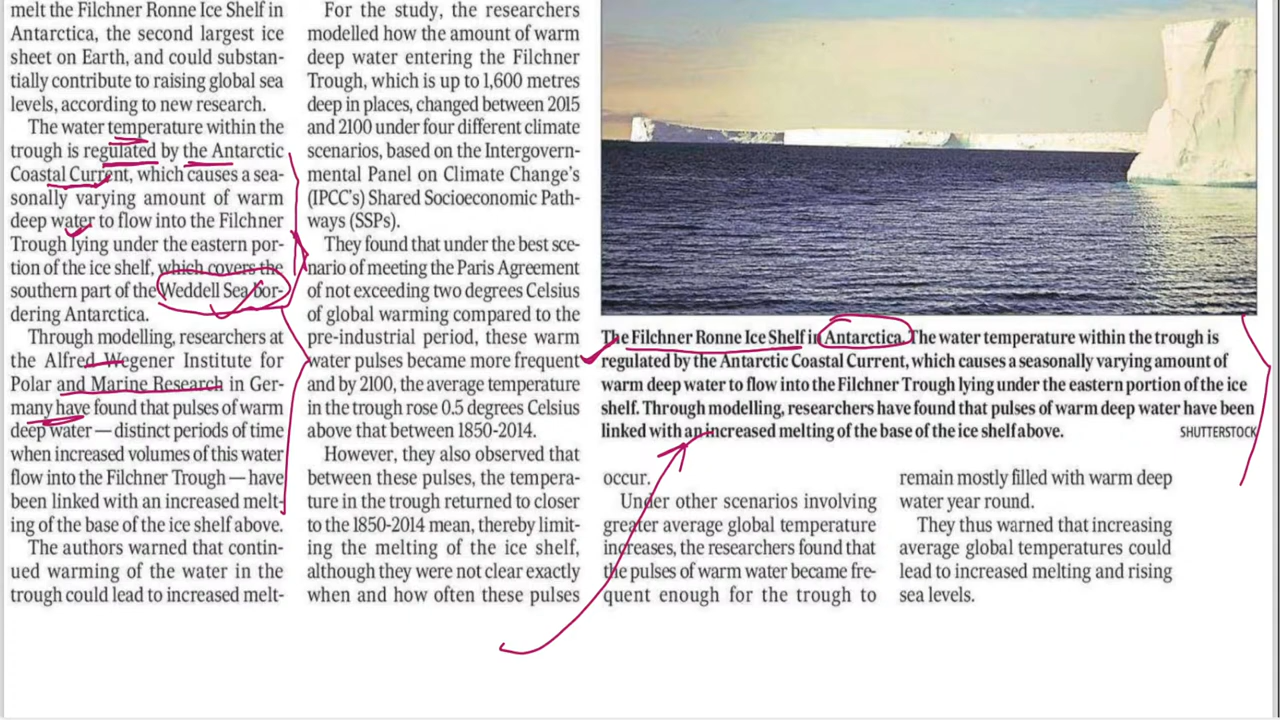 melt the Filchner Ronne Ice Shelf in
Antarctica, the second largest ice
sheet on Earth, and could substan-
tially contribute to raising global sea
levels, according to new research.
The water temperature within the
trough is regulated by the Antarctic
Coastal Current, which causes a sea-
sonally varying amount of warm
deep water to flow into the Filchner
Trough lying under the eastern por-
tion of the ice shelf, which covers the
southern part of the Weddell Sea bor-
dering Antarctica.
Through modelling, researchers at
the Alfred Wegener Institute for
Polar and Marine Research in Ger-
many have found that pulses of warm
deep water — distinct periods of time
when increased volumes of this water
flow into the Filchner Trough — have
been linked with an increased melt-
ing of the base of the ice shelf above.
The authors warned that contin-
ued warming of the water in the
trough could lead to increased melt-
For the study, the researchers
modelled how the amount of warm
deep water entering the Filchner
Trough, which is up to 1,600 metres
deep in places, changed between 2015
and 2100 under four different climate
scenarios, based on the Intergovern-
mental Panel on Climate Change's
(IPCC's) Shared Socioeconomic Path-
ways (SSPs).
They found that under the best sce-
nario of meeting the Paris Agreement
of not exceeding two degrees Celsius
of global warming compared to the
pre-industrial period, these warm
water pulses became more frequent
and by 2100, the average temperature
in the trough rose 0.5 degrees Celsius
above that between 1850-2014.
However, they also observed that
between these pulses, the tempera-
ture in the trough returned to closer
to the 1850-2014 mean, thereby limit-
ing the melting of the ice shelf,
although they were not clear exactly
when and how often these pulses
The Filchner Ronne Ice Shelf in Antarctica. The water temperature within the trough is
regulated by the Antarctic Coastal Current, which causes a seasonally varying amount of
warm deep water to flow into the Filchner Trough lying under the eastern portion of the ice
shelf. Through modelling, researchers have found that pulses of warm deep water have been
linked with an increased melting of the base of the ice shelf above.
SHUTTERSTOCK
occur.
Under other scenarios involving
greater average global temperature
increases, the researchers found that
the pulses of warm water became fre-
quent enough for the trough to
remain mostly filled with warm deep
water year round.
They thus warned that increasing
average global temperatures could
lead to increased melting and rising
sea levels.